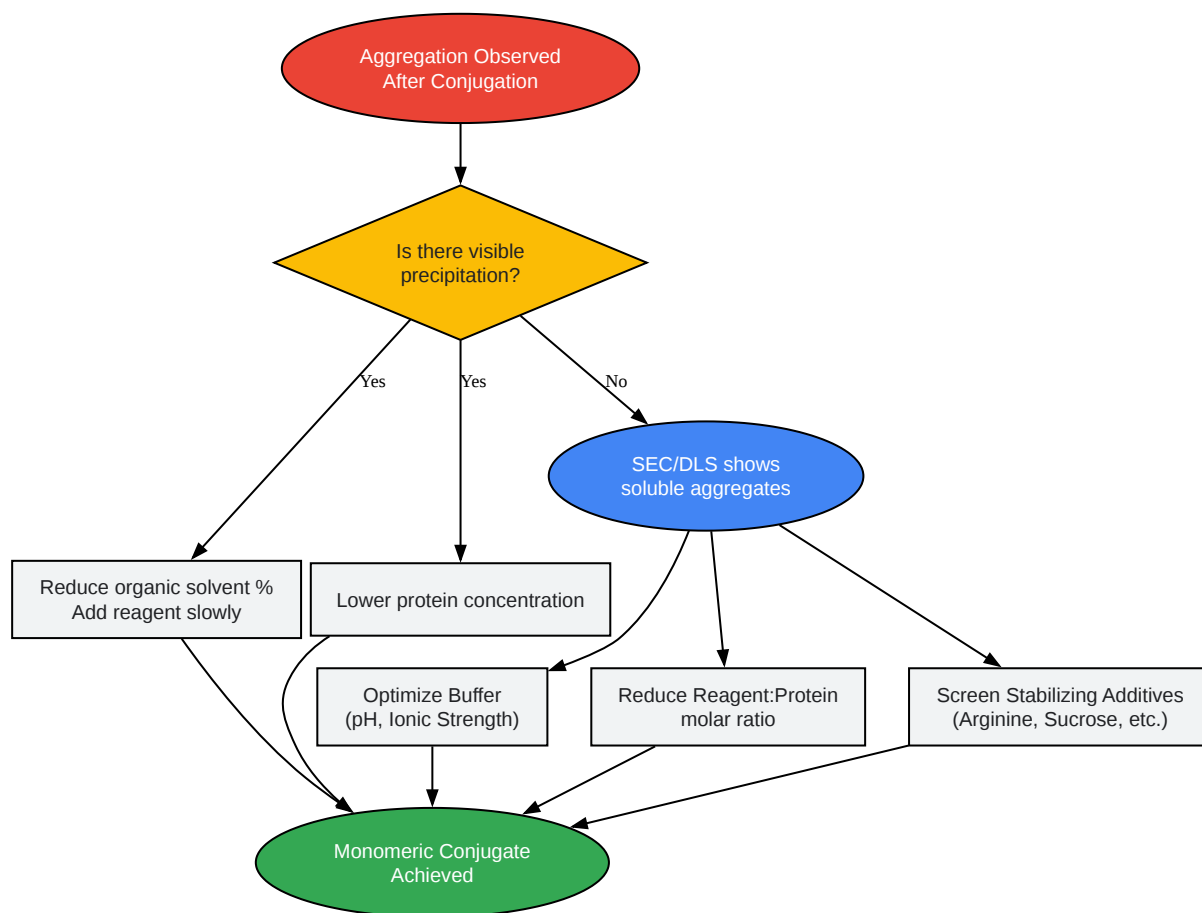 Aggregation Observed
After Conjugation
Is there visible
precipitation?
Yes
Yes
No
SEC/DLS shows
soluble aggregates
Reduce organic solvent %
Add reagent slowly
Lower protein concentration
Optimize Buffer
(pH, Ionic Strength)
Reduce Reagent:Protein
molar ratio
Screen Stabilizing Additives
(Arginine, Sucrose, etc.)
Monomeric Conjugate
Achieved